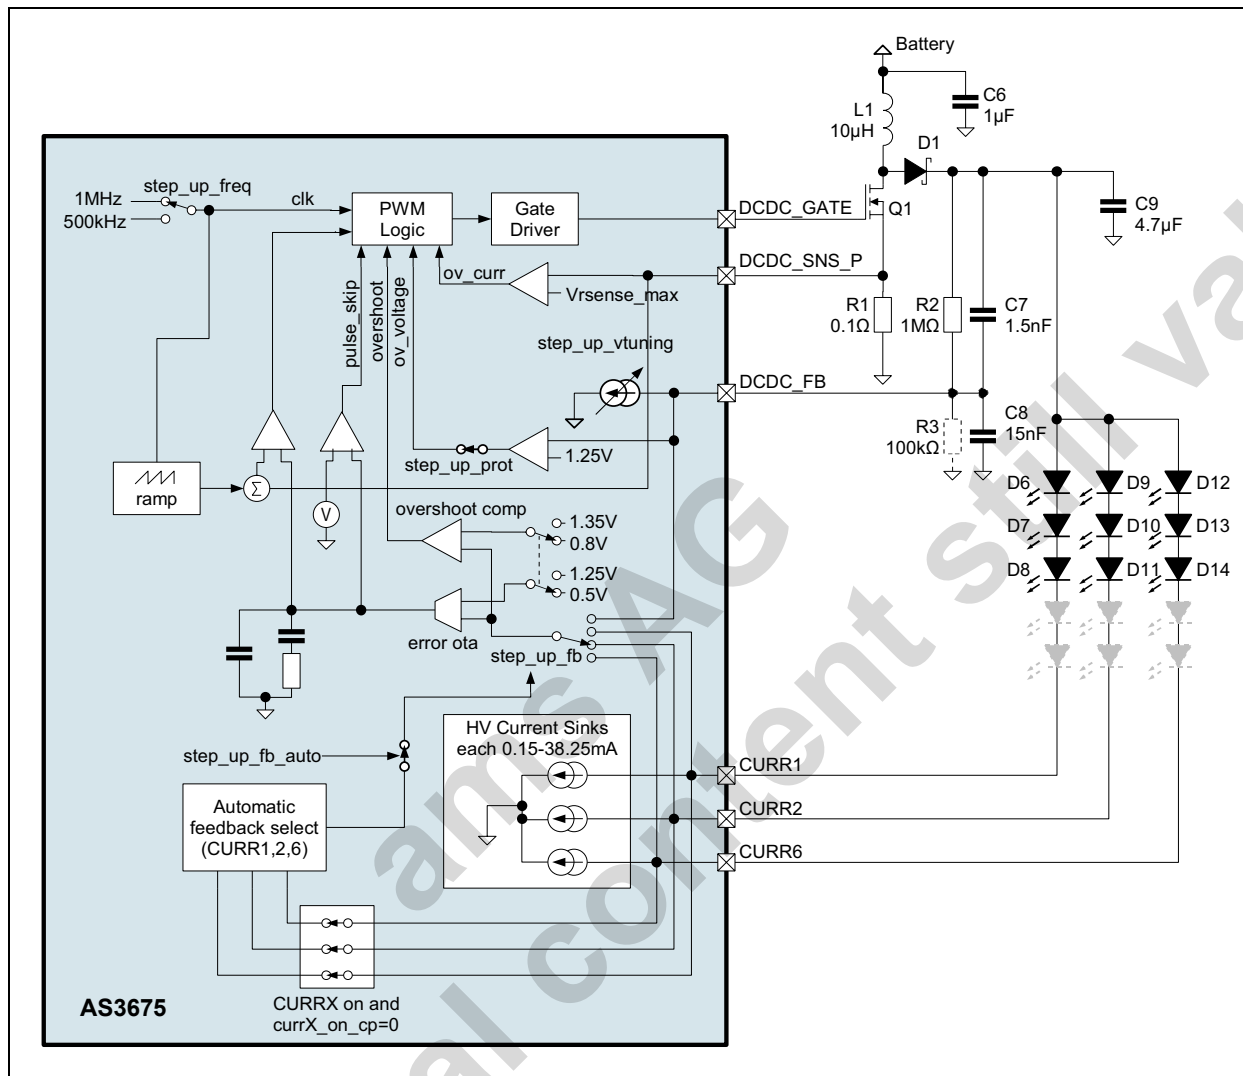 Battery
C6
1µF
L1
10µH
D1
step_up_freq
1MHz
500kHz
clk
PWM
Logic
Gate
Driver
DCDC_GATE
Q1
C9
4.7µF
DCDC_SNS_P
ov_curr
Vrsense_max
pulse_skip
overshoot
ov_voltage
R1
0.1Ω
R2
1MΩ
C7
1.5nF
step_up_vtuning
DCDC_FB
R3
100kΩ
C8
15nF
step_up_prot
1.25V
ramp
Σ
V
overshoot comp
1.35V
0.8V
1.25V
0.5V
error ota
step_up_fb
D6
D9
D12
D7
D10
D13
D8
D11
D14
HV Current Sinks
each 0.15-38.25mA
step_up_fb_auto
Automatic
feedback select
(CURR1,2,6)
CURR1
CURR2
CURR6
AS3675
CURRX on and
currX_on_cp=0
ams AG
al content still va